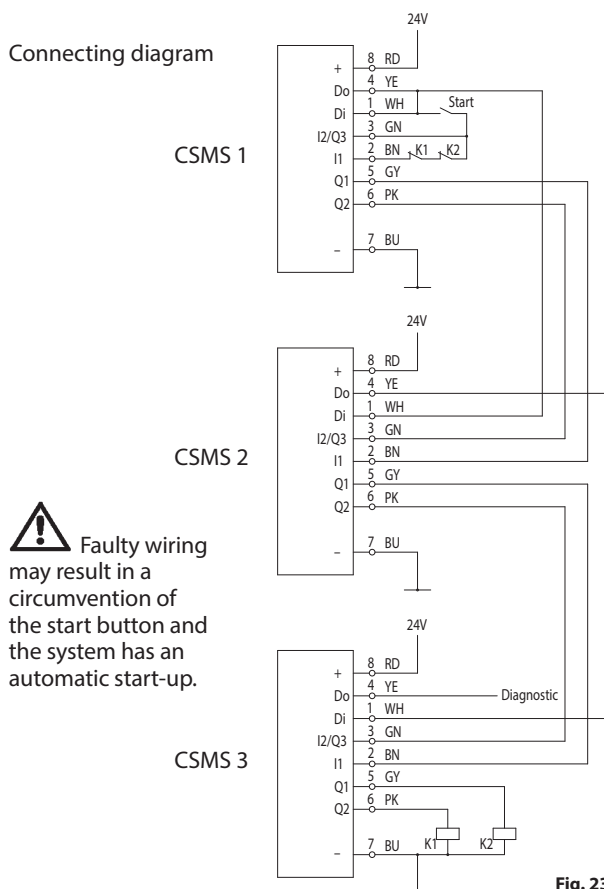 24V
Connecting diagram
CSMS 1
+ 8 RD
Do 4 YE
Di 1 WH Start
I2/Q3 3 GN
I1 2 BN K1 K2
Q1 5 GY
Q2 6 PK
– 7 BU
24V
CSMS 2
+ 8 RD
Do 4 YE
Di 1 WH
I2/Q3 3 GN
I1 2 BN
Q1 5 GY
Q2 6 PK
– 7 BU
! Faulty wiring
may result in a
circumvention of
the start button and
the system has an
automatic start-up.
24V
CSMS 3
+ 8 RD
Do 4 YE Diagnostic
Di 1 WH
I2/Q3 3 GN
I1 2 BN
Q1 5 GY
Q2 6 PK
K1 K2
– 7 BU
Fig. 23